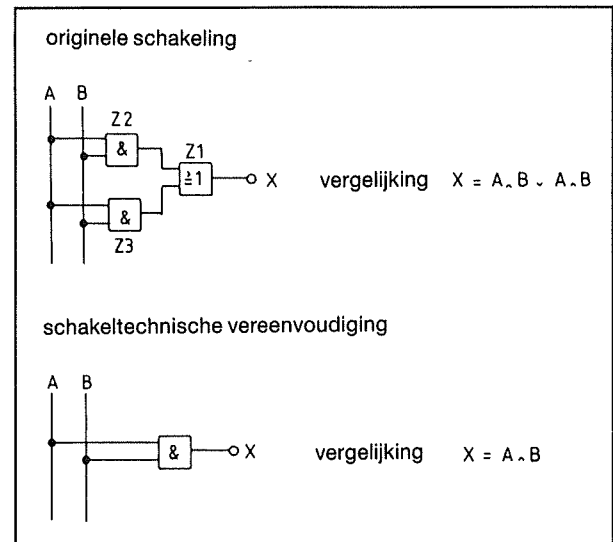 originele schakeling
A B
Z2
& Z1
≥1 X vergelijking X = A ∧ B ∨ A ∧ B
&
Z3
schakeltechnische vereenvoudiging
A B
& X vergelijking X = A ∧ B